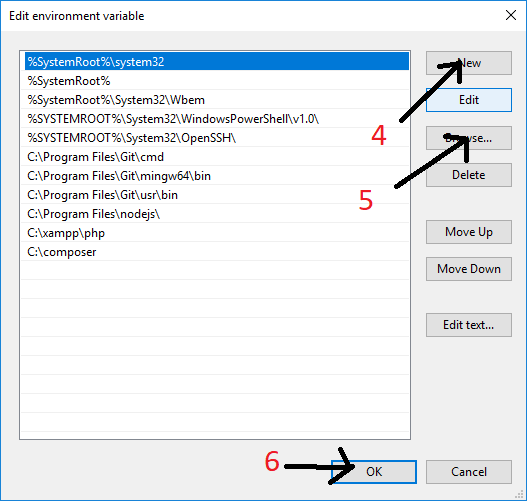 Edit environment variable
%SystemRoot%\system32
%SystemRoot%
%SystemRoot%\System32\Wbem
%SYSTEMROOT%\System32\WindowsPowerShell\v1.0\
%SYSTEMROOT%\System32\OpenSSH\
C:\Program Files\Git\cmd
C:\Program Files\Git\mingw64\bin
C:\Program Files\Git\usr\bin
C:\Program Files\nodejs\
C:\xampp\php
C:\composer
New
4
Edit
Browse...
5
Delete
Move Up
Move Down
Edit text...
6
OK
Cancel